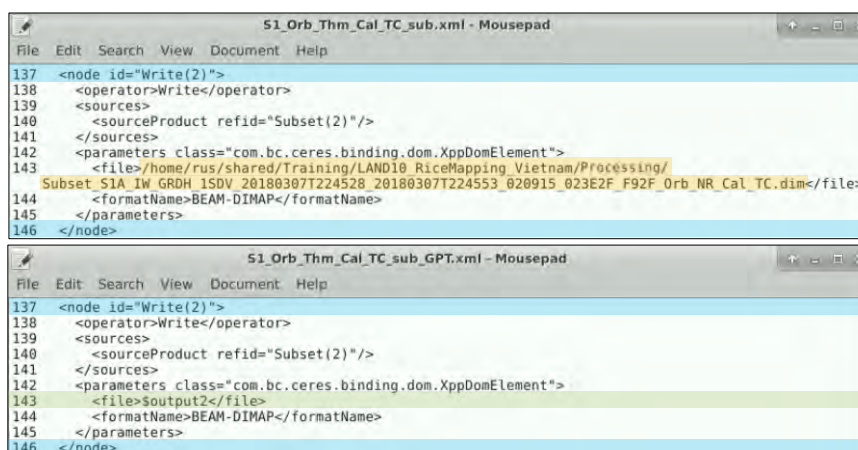 S1_Orb_Thm_Cal_TC_sub.xml - Mousepad
File Edit Search View Document Help
137 <node id="Write(2)">
138 <operator>Write</operator>
139 <sources>
140 <sourceProduct refid="Subset(2)"/>
141 </sources>
142 <parameters class="com.bc.ceres.binding.dom.XppDomElement">
143 <file>/home/rus/shared/Training/LAND10_RiceMapping_Vietnam/Processing/
Subset_S1A_IW_GRDH_1SDV_20180307T224528_20180307T224553_020915_023E2F_F92F_Orb_NR_Cal_TC.dim</file>
144 <formatName>BEAM-DIMAP</formatName>
145 </parameters>
146 </node>
S1_Orb_Thm_Cal_TC_sub_GPT.xml - Mousepad
File Edit Search View Document Help
137 <node id="Write(2)">
138 <operator>Write</operator>
139 <sources>
140 <sourceProduct refid="Subset(2)"/>
141 </sources>
142 <parameters class="com.bc.ceres.binding.dom.XppDomElement">
143 <file>$output2</file>
144 <formatName>BEAM-DIMAP</formatName>
145 </parameters>
146 </node>